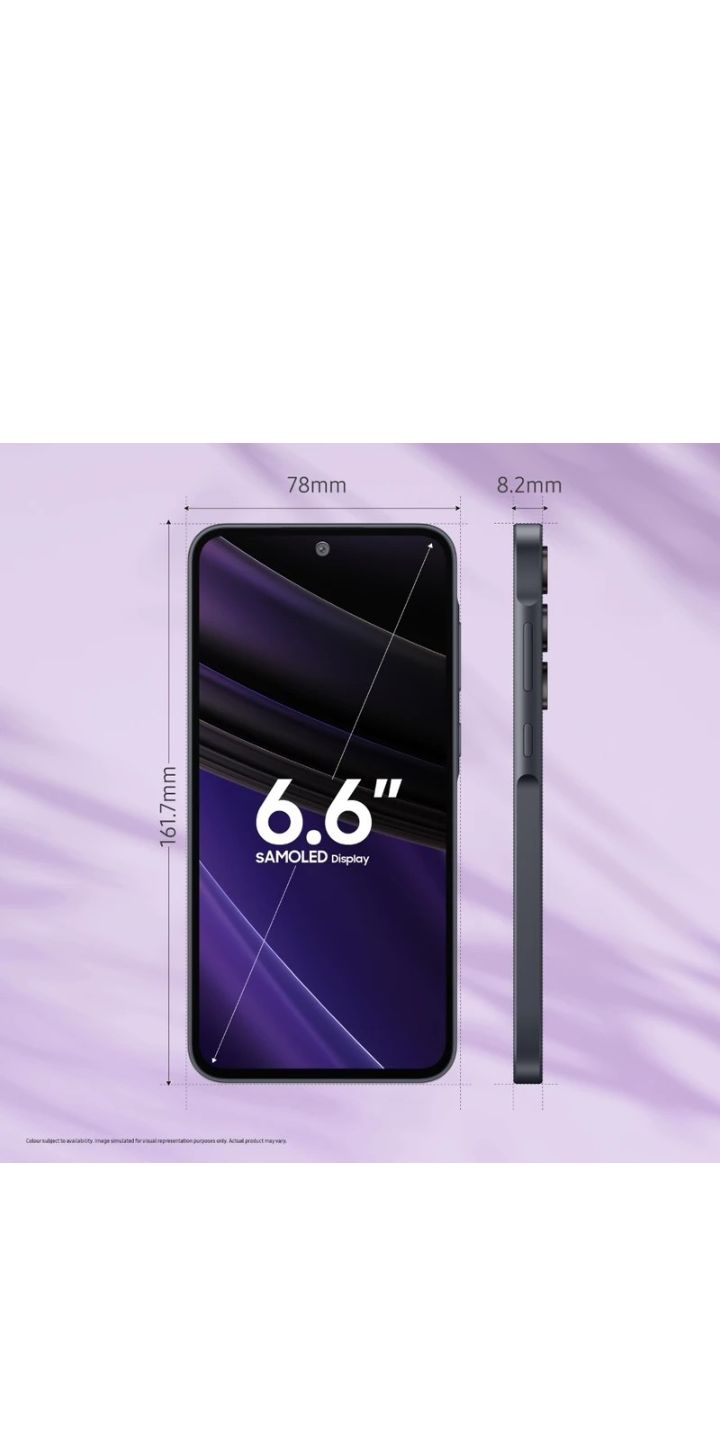 78mm
8.2mm
161.7mm
6.6"
sAMOLED Display
Colour subject to availability. Image simulated for visual representation purposes only. Actual product may vary.